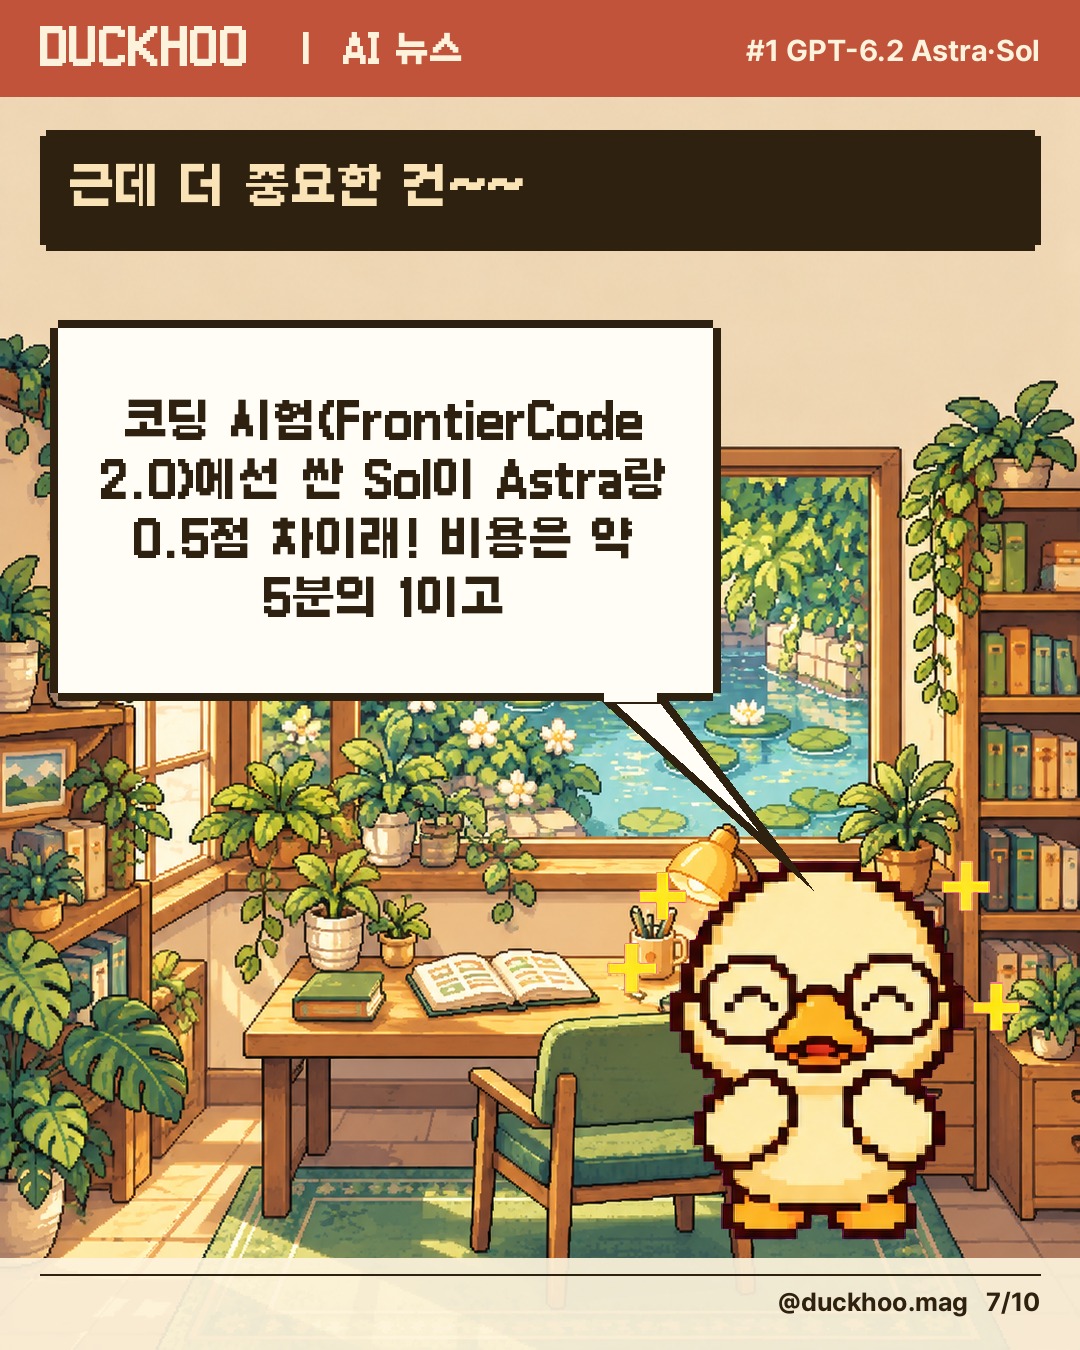 DUCKHOO | AI 뉴스
#1 GPT-6.2 Astra·Sol
근데 더 중요한 건~~
코딩 시험(FrontierCode
2.0)에선 싼 Sol이 Astra랑
0.5점 차이래! 비용은 약
5분의 1이고
@duckhoo.mag 7/10